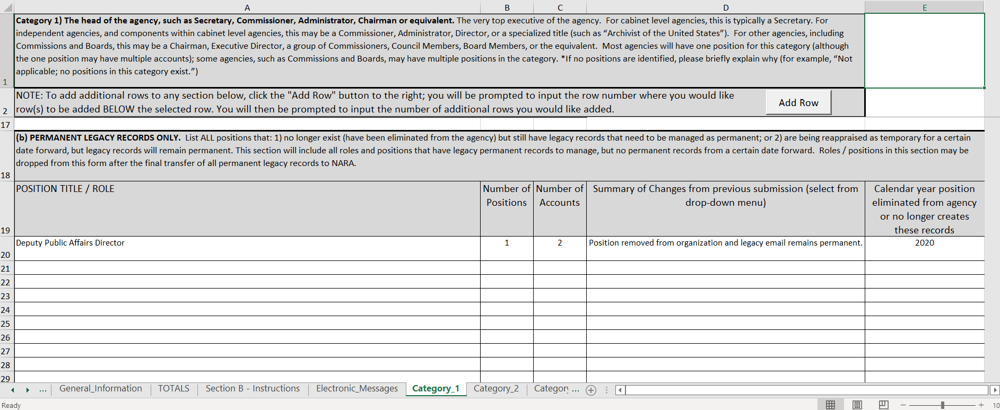 A B C D E
1 Category 1) The head of the agency, such as Secretary, Commissioner, Administrator, Chairman or equivalent. The very top executive of the agency.  For cabinet level agencies, this is typically a Secretary. For
independent agencies, and components within cabinet level agencies, this may be a Commissioner, Administrator, Director, or a specialized title (such as “Archivist of the United States”).  For other agencies, including
Commissions and Boards, this may be a Chairman, Executive Director, a group of Commissioners, Council Members, Board Members, or the equivalent.  Most agencies will have one position for this category (although
the one position may have multiple accounts); some agencies, such as Commissions and Boards, may have multiple positions in the category. *If no positions are identified, please briefly explain why (for example, “Not
applicable; no positions in this category exist.”)
2 NOTE: To add additional rows to any section below, click the "Add Row" button to the right; you will be prompted to input the row number where you would like
row(s) to be added BELOW the selected row. You will then be prompted to input the number of additional rows you would like added.
Add Row
17
18 (b) PERMANENT LEGACY RECORDS ONLY.  List ALL positions that: 1) no longer exist (have been eliminated from the agency) but still have legacy records that need to be managed as permanent; or 2) are being reappraised as temporary for a certain
date forward, but legacy records will remain permanent. This section will include all roles and positions that have legacy permanent records to manage, but no permanent records from a certain date forward.  Roles / positions in this section may be
dropped from this form after the final transfer of all permanent legacy records to NARA.
19 POSITION TITLE / ROLE
Number of
Positions
Number of
Accounts
Summary of Changes from previous submission (select from
drop-down menu)
Calendar year position
eliminated from agency
or no longer creates
these records
20 Deputy Public Affairs Director 1 2 Position removed from organization and legacy email remains permanent. 2020
21
22
23
24
25
26
27
28
29
... General_Information TOTALS Section B - Instructions Electronic_Messages Category_1 Category_2 Category ...
Ready 10